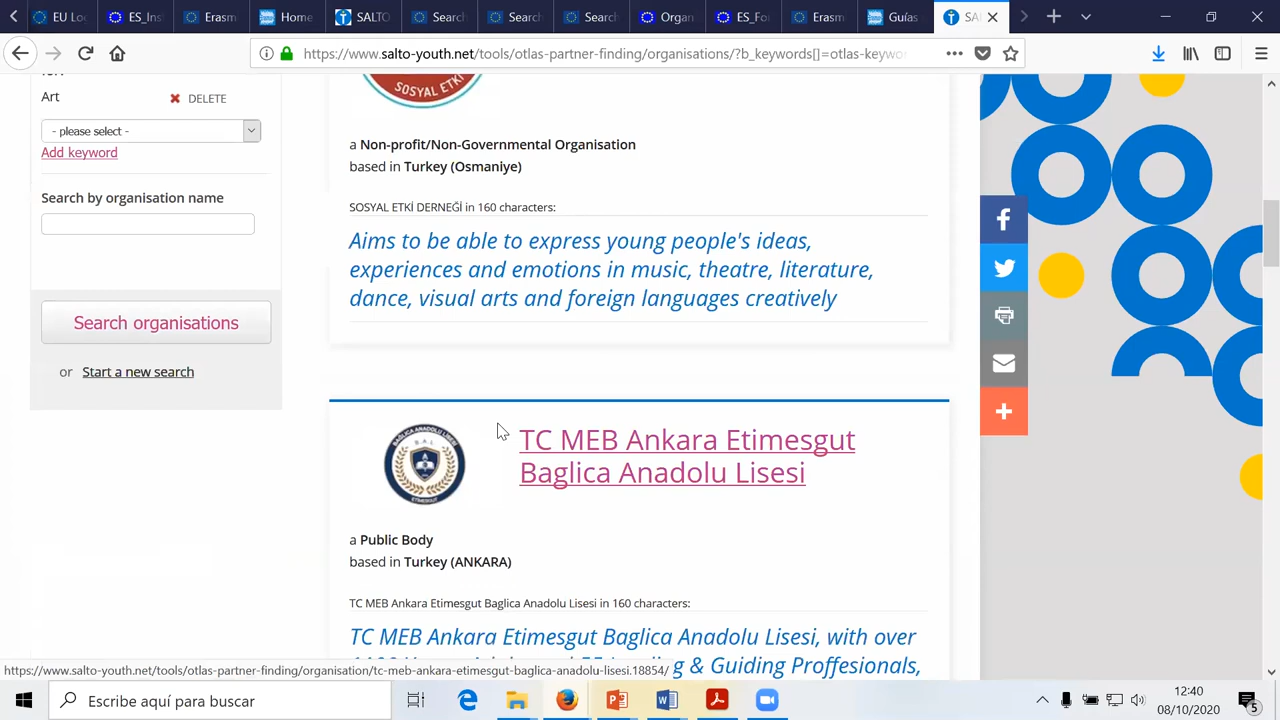 EU Lo
ES_Inst
Erasm
Home
SALTO
Search
Search
Search
Organ
ES_For
Erasm
Guías
SA
https://www.salto-youth.net/tools/otlas-partner-finding/organisations/?b_keywords[]=otlas-keywor
Art
DELETE
- please select -
Add keyword
Search by organisation name
Search organisations
or Start a new search
SOSYAL ETKİ
a Non-profit/Non-Governmental Organisation
based in Turkey (Osmaniye)
SOSYAL ETKİ DERNEĞİ in 160 characters:
Aims to be able to express young people's ideas,
experiences and emotions in music, theatre, literature,
dance, visual arts and foreign languages creatively
TC MEB Ankara Etimesgut
Baglica Anadolu Lisesi
a Public Body
based in Turkey (ANKARA)
TC MEB Ankara Etimesgut Baglica Anadolu Lisesi in 160 characters:
TC MEB Ankara Etimesgut Baglica Anadolu Lisesi, with over
& Guiding Proffesionals,
https://www.salto-youth.net/tools/otlas-partner-finding/organisation/tc-meb-ankara-etimesgut-baglica-anadolu-lisesi.18854/
Escribe aquí para buscar
12:40
08/10/2020
5